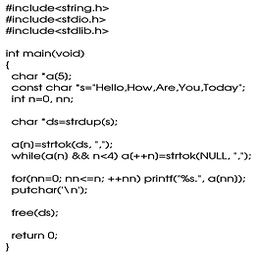 #include<string.h>
#include<stdio.h>
#include<stdlib.h>

int main(void)
{
  char *a(5);
  const char *s="Hello,How,Are,You,Today";
  int n=0, nn;

  char *ds=strdup(s);

  a[n]=strtok(ds, ",");
  while(a[n] && n<4) a[++n]=strtok(NULL, ",");

  for(nn=0; nn<=n; ++nn) printf("%s.", a[nn]);
  putchar('\n');

  free(ds);

  return 0;
}